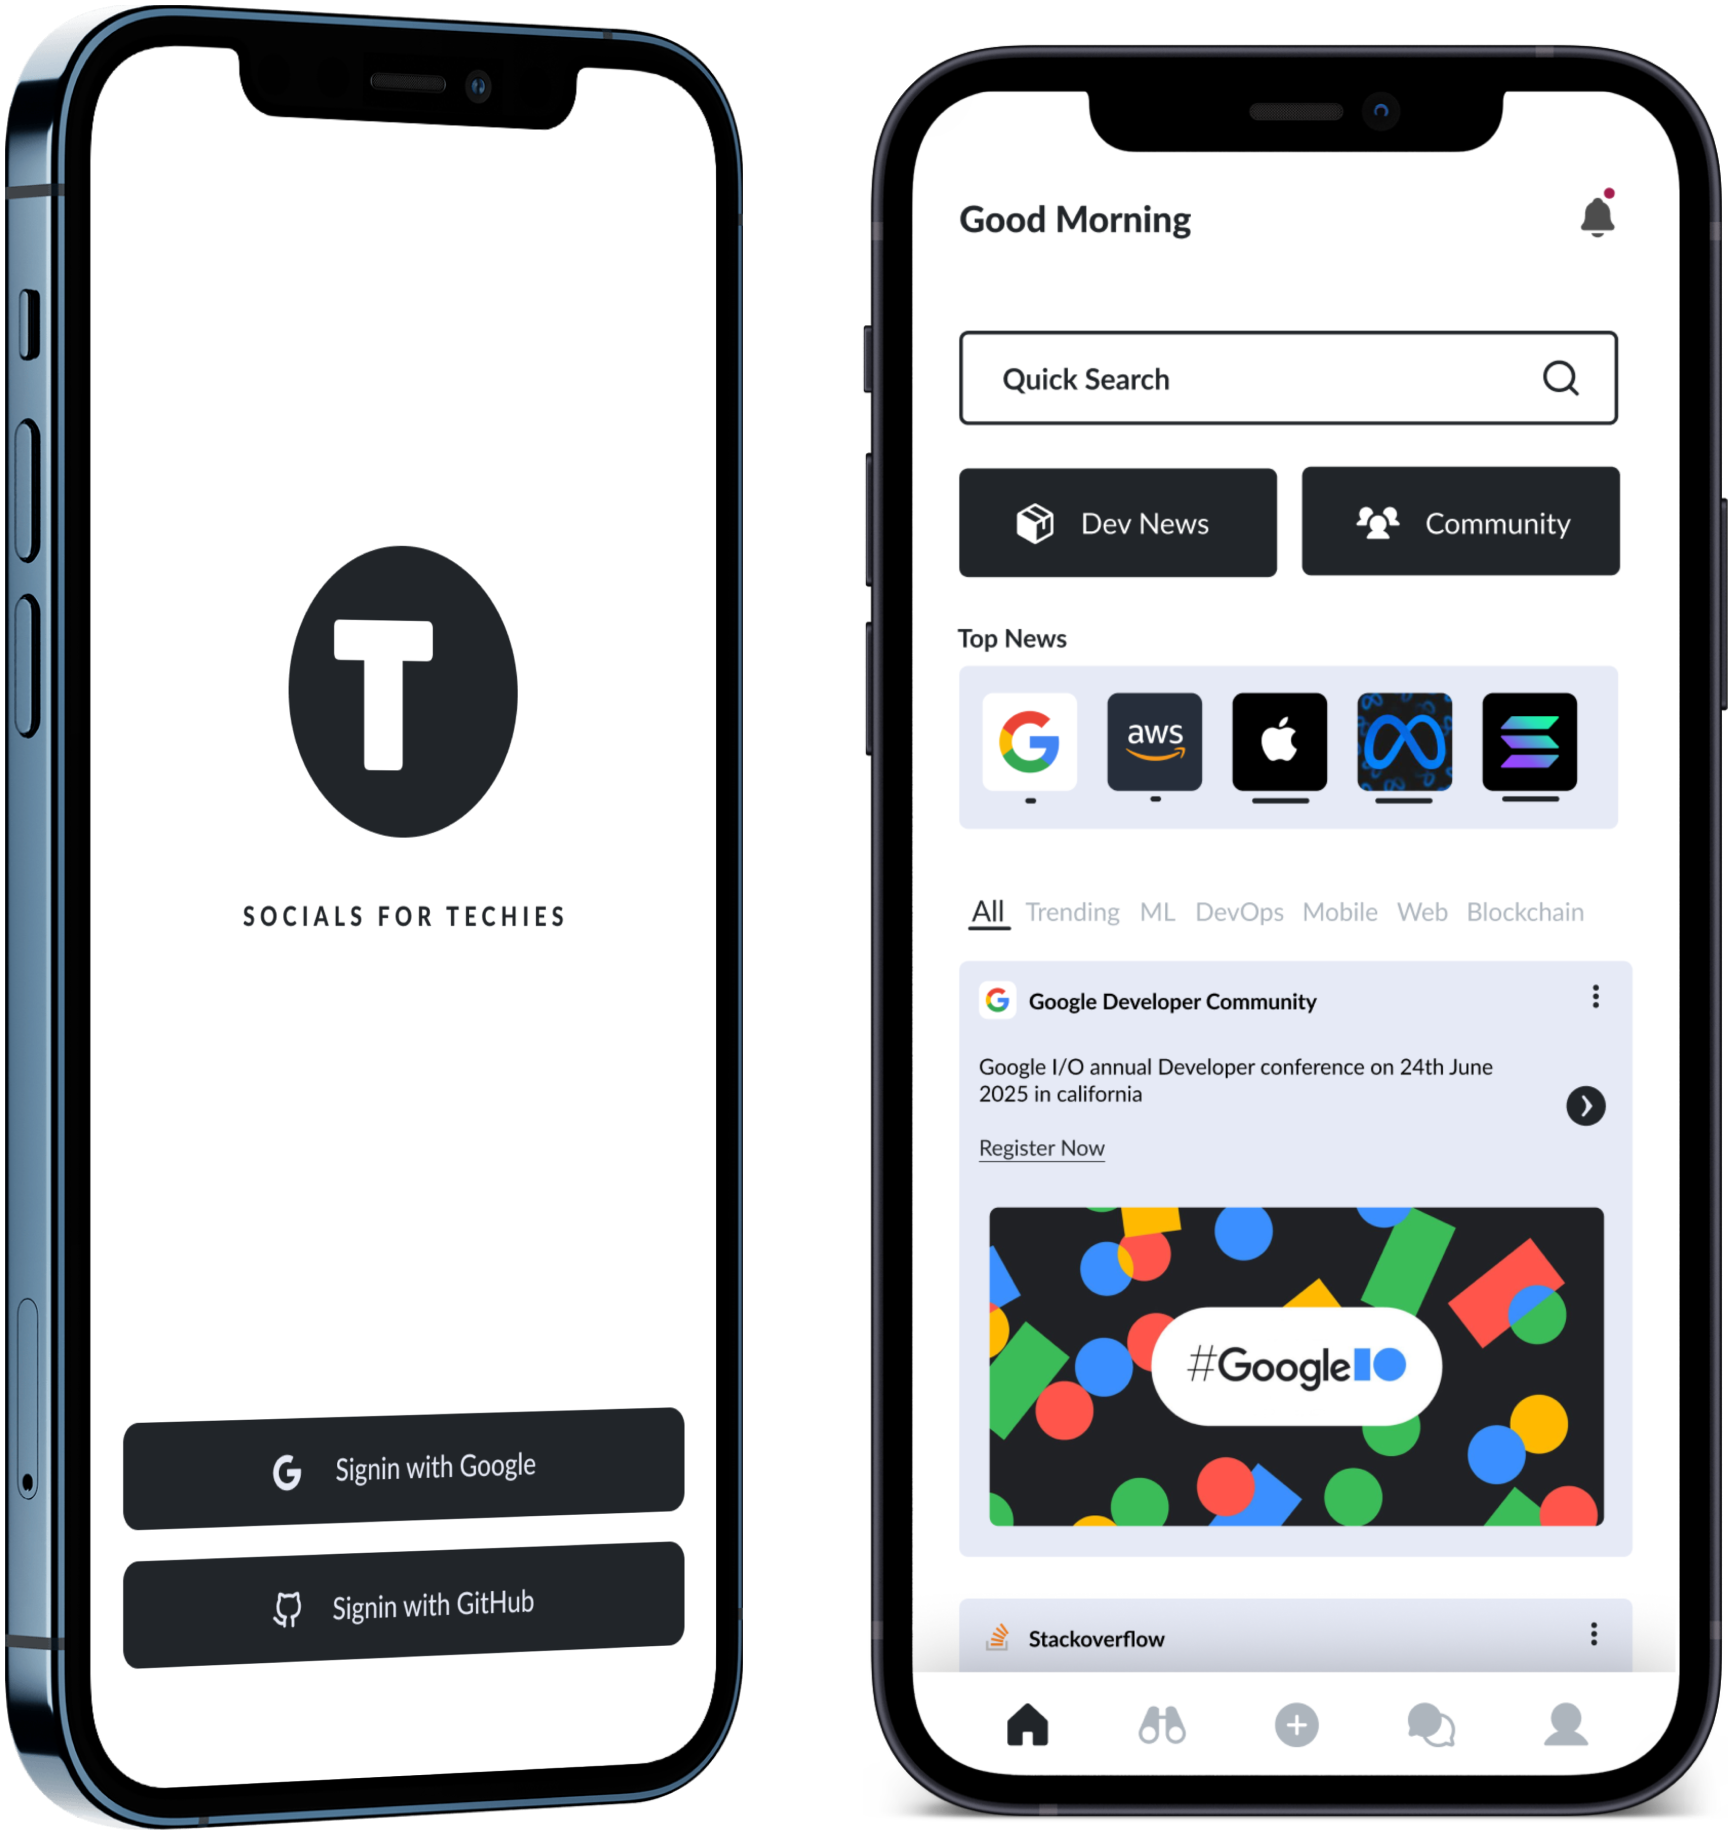 T
SOCIALS FOR TECHIES
Signin with Google
Signin with GitHub
Good Morning
Quick Search
Dev News
Community
Top News
aws
All Trending ML DevOps Mobile Web Blockchain
Google Developer Community
Google I/O annual Developer conference on 24th June
2025 in california
Register Now
#GoogleIO
Stackoverflow